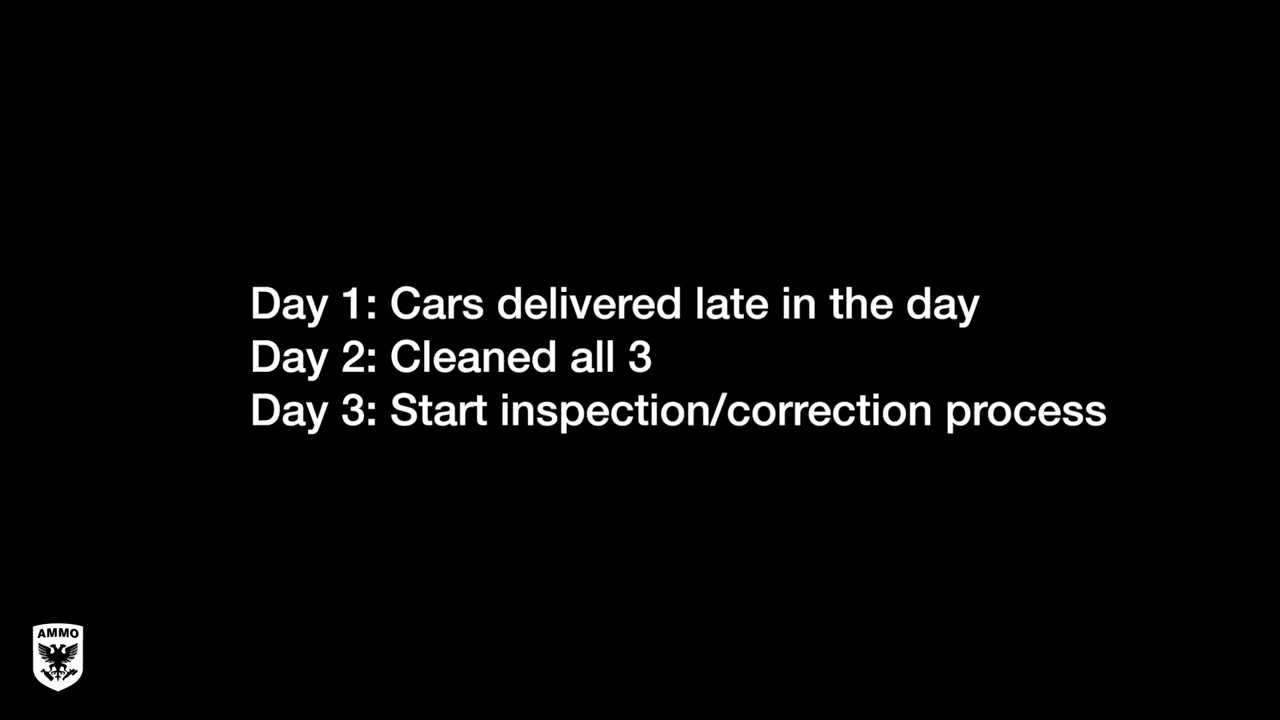 Day 1: Cars delivered late in the day
Day 2: Cleaned all 3
Day 3: Start inspection/correction process
AMMO